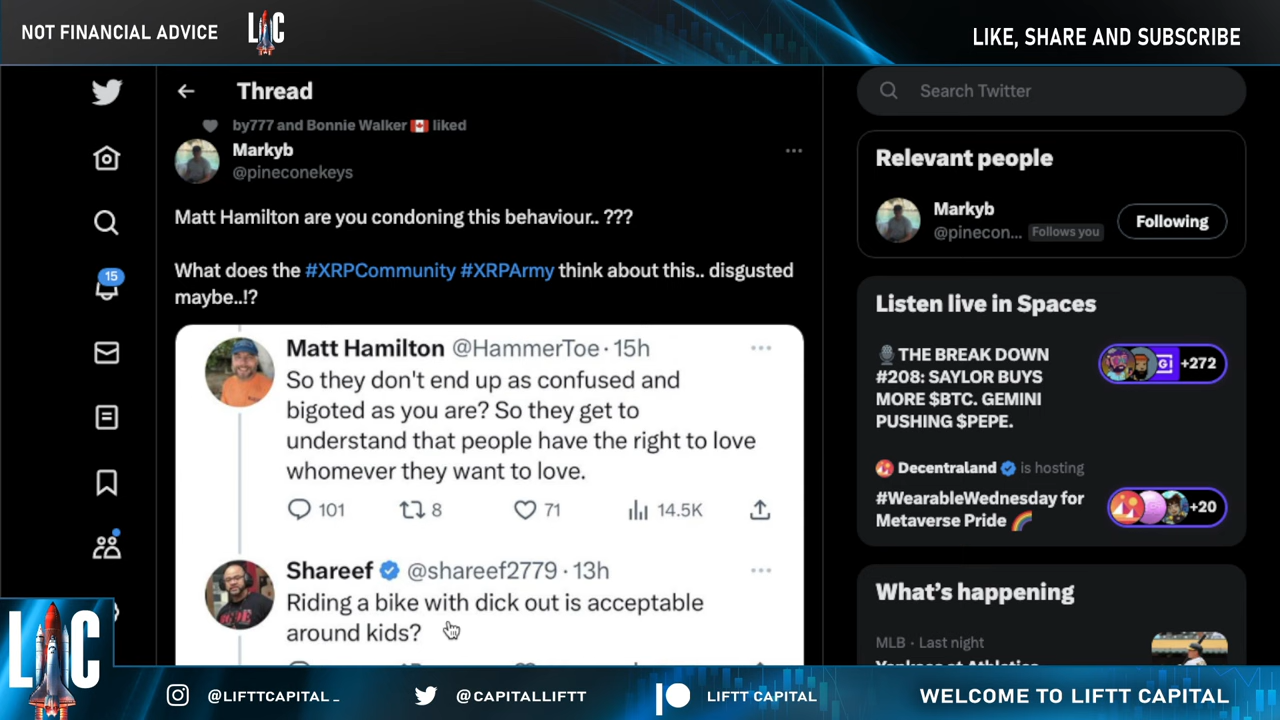 NOT FINANCIAL ADVICE
LC
LIKE, SHARE AND SUBSCRIBE
Thread
by777 and Bonnie Walker 🇨🇦 liked
Markyb
@pineconekeys
Matt Hamilton are you condoning this behaviour.. ???
What does the #XRPCommunity #XRPArmy think about this.. disgusted
maybe..!?
Matt Hamilton @HammerToe · 15h
So they don't end up as confused and
bigoted as you are? So they get to
understand that people have the right to love
whomever they want to love.
101 8 71 14.5K
Shareef @shareef2779 · 13h
Riding a bike with dick out is acceptable
around kids?
15
Search Twitter
Relevant people
Markyb
@pinecon... Follows you
Following
Listen live in Spaces
🎙️THE BREAK DOWN
#208: SAYLOR BUYS
MORE $BTC. GEMINI
PUSHING $PEPE.
GI +272
Decentraland is hosting
#WearableWednesday for
Metaverse Pride 🌈
+20
What's happening
MLB · Last night
Yankees at Athletics
LC
@LIFTTCAPITAL_
@CAPITALLIFTT
LIFTT CAPITAL
WELCOME TO LIFTT CAPITAL